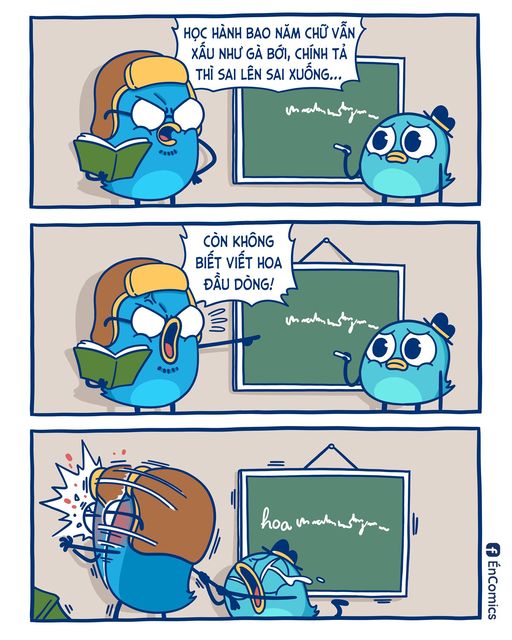 HỌC HÀNH BAO NĂM CHỮ VẪN
XẤU NHƯ GÀ BỚI, CHÍNH TẢ
THÌ SAI LÊN SAI XUỐNG...
CÒN KHÔNG
BIẾT VIẾT HOA
ĐẦU DÒNG!
hoa
ÉnComics